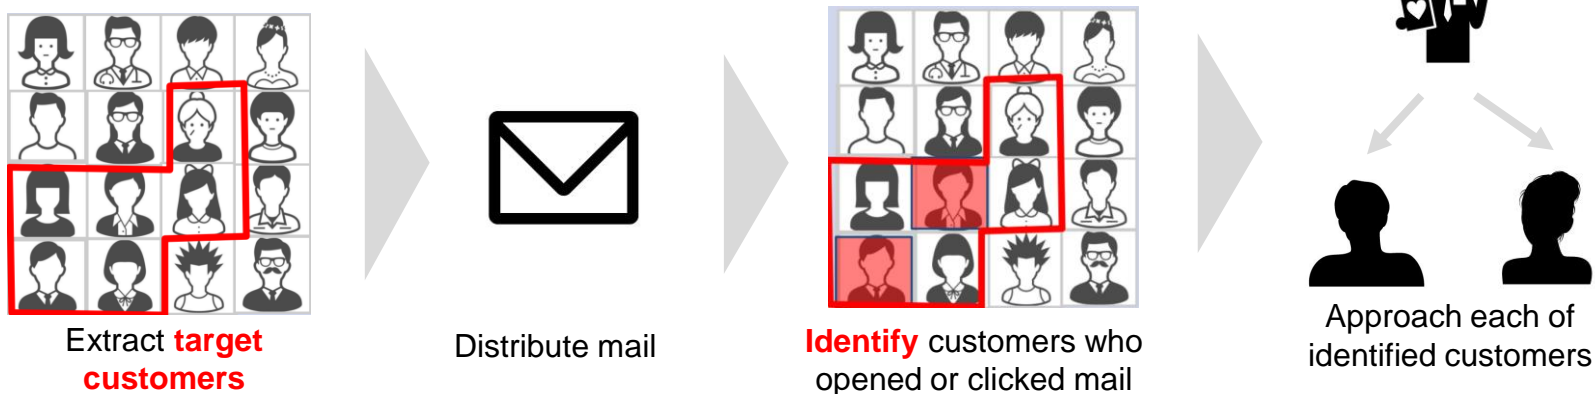 Extract target
customers
Distribute mail
Identify customers who
opened or clicked mail
Approach each of
identified customers